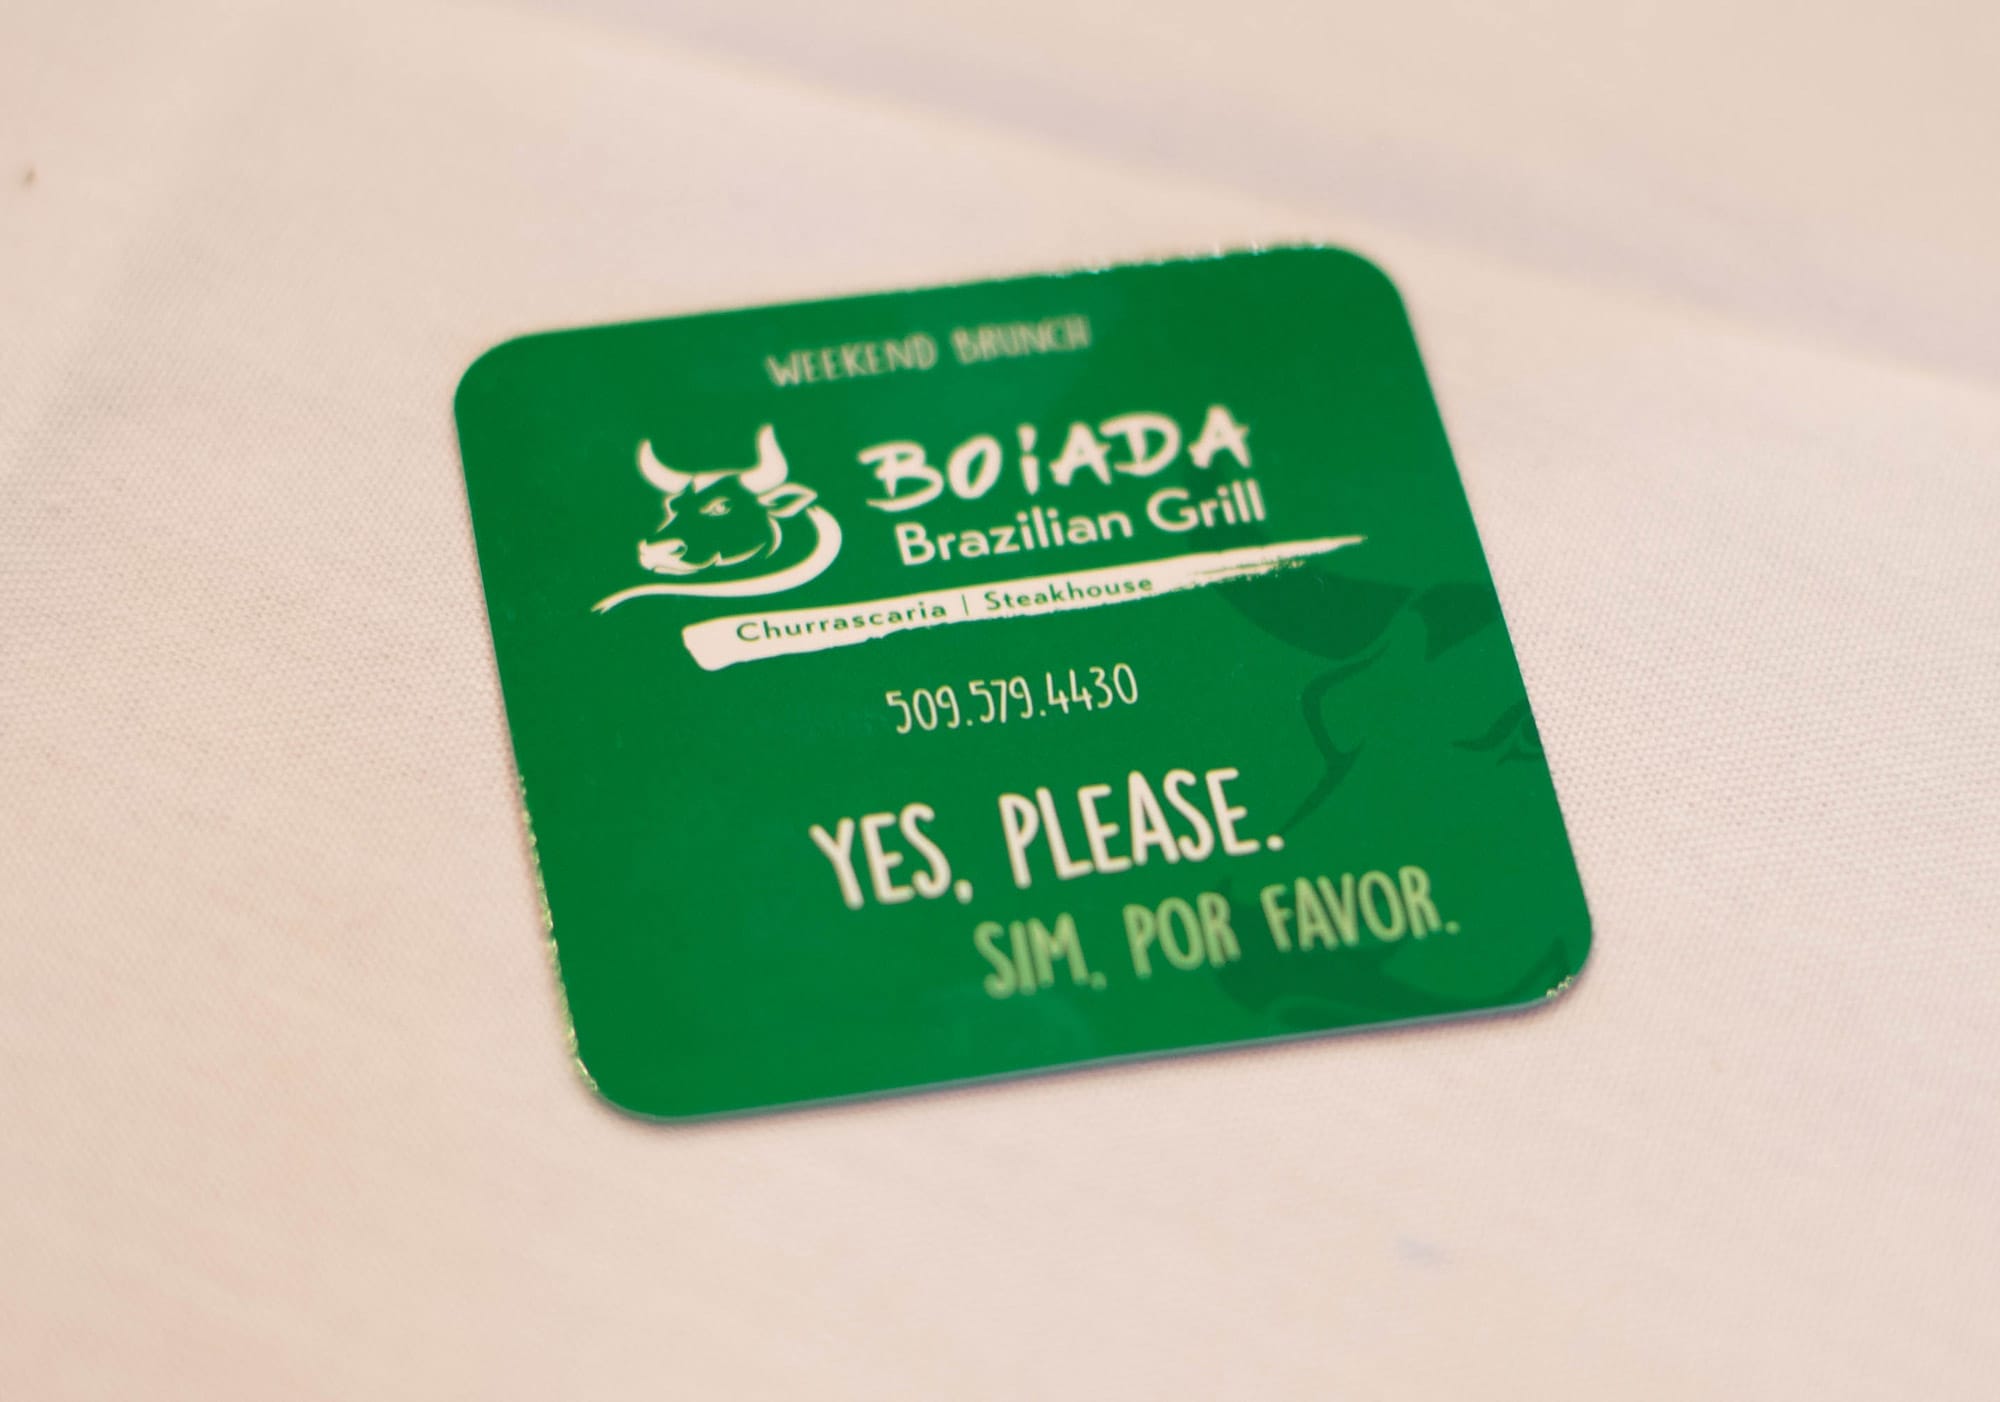 WEEKEND BRUNCH
BOiADA
Brazilian Grill
Churrascaria | Steakhouse
509.579.4430
YES, PLEASE.
SIM, POR FAVOR.